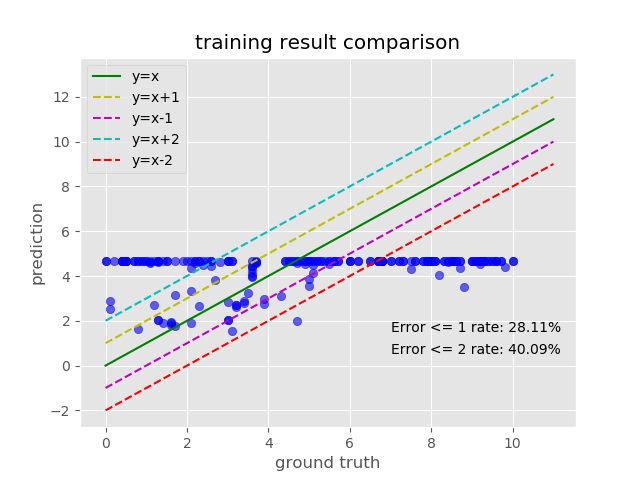 training result comparison
y=x
y=x+1
y=x-1
y=x+2
y=x-2
12
10
8
6
4
2
0
−2
prediction
Error <= 1 rate: 28.11%
Error <= 2 rate: 40.09%
0 2 4 6 8 10
ground truth